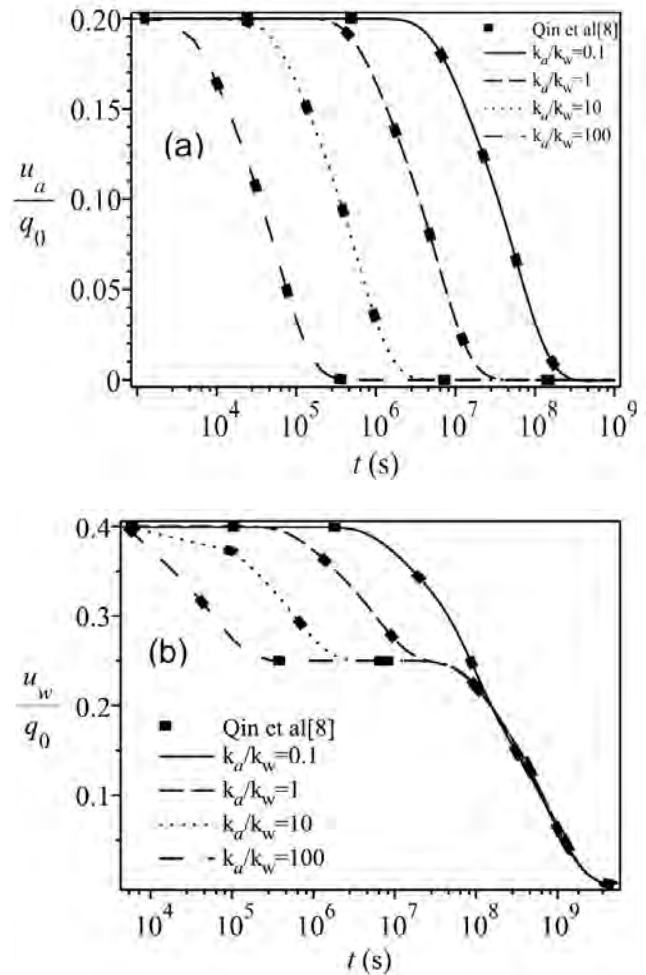 0.20
0.15
0.10
0.05
0
u_a
q_0
(a)
Qin et al[8]
k_a/k_w=0.1
k_a/k_w=1
k_a/k_w=10
k_a/k_w=100
10^4 10^5 10^6 10^7 10^8 10^9
t (s)
0.4
0.3
0.2
0.1
u_w
q_0
(b)
Qin et al[8]
k_a/k_w=0.1
k_a/k_w=1
k_a/k_w=10
k_a/k_w=100
10^4 10^5 10^6 10^7 10^8 10^9
t (s)